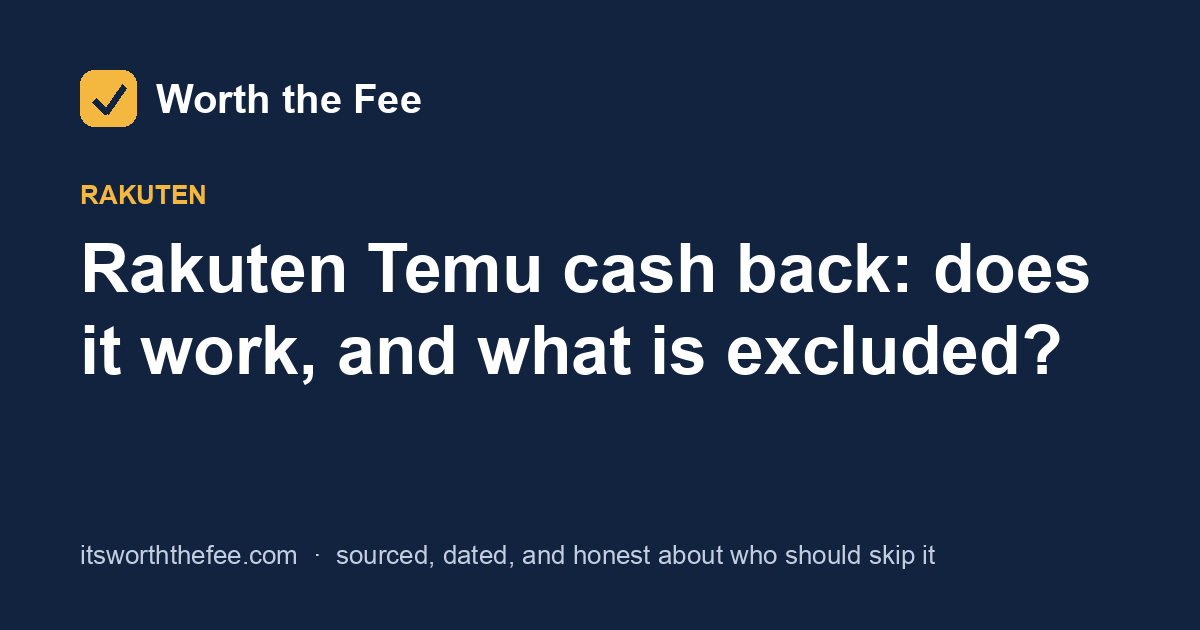 Worth the Fee
RAKUTEN
Rakuten Temu cash back: does
it work, and what is excluded?
itsworththefee.com · sourced, dated, and honest about who should skip it